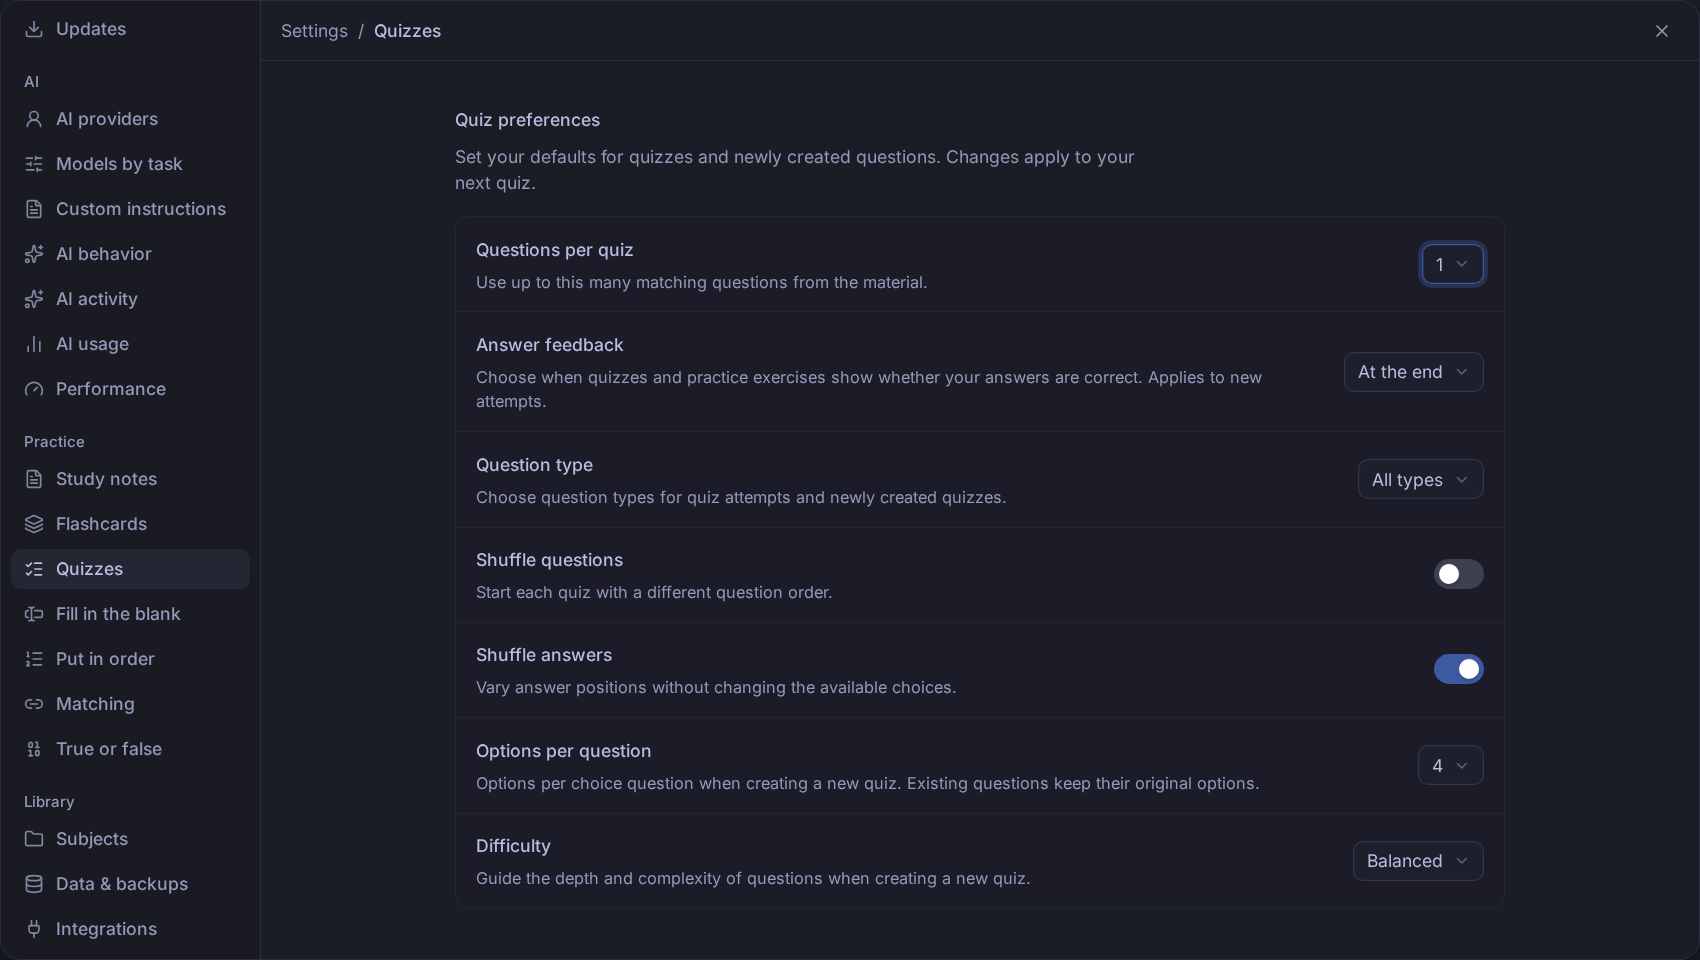 Updates
AI
AI providers
Models by task
Custom instructions
AI behavior
AI activity
AI usage
Performance
Practice
Study notes
Flashcards
Quizzes
Fill in the blank
Put in order
Matching
True or false
Library
Subjects
Data & backups
Integrations
Settings / Quizzes
Quiz preferences
Set your defaults for quizzes and newly created questions. Changes apply to your
next quiz.
Questions per quiz
Use up to this many matching questions from the material.
1
Answer feedback
Choose when quizzes and practice exercises show whether your answers are correct. Applies to new
attempts.
At the end
Question type
Choose question types for quiz attempts and newly created quizzes.
All types
Shuffle questions
Start each quiz with a different question order.
Shuffle answers
Vary answer positions without changing the available choices.
Options per question
Options per choice question when creating a new quiz. Existing questions keep their original options.
4
Difficulty
Guide the depth and complexity of questions when creating a new quiz.
Balanced